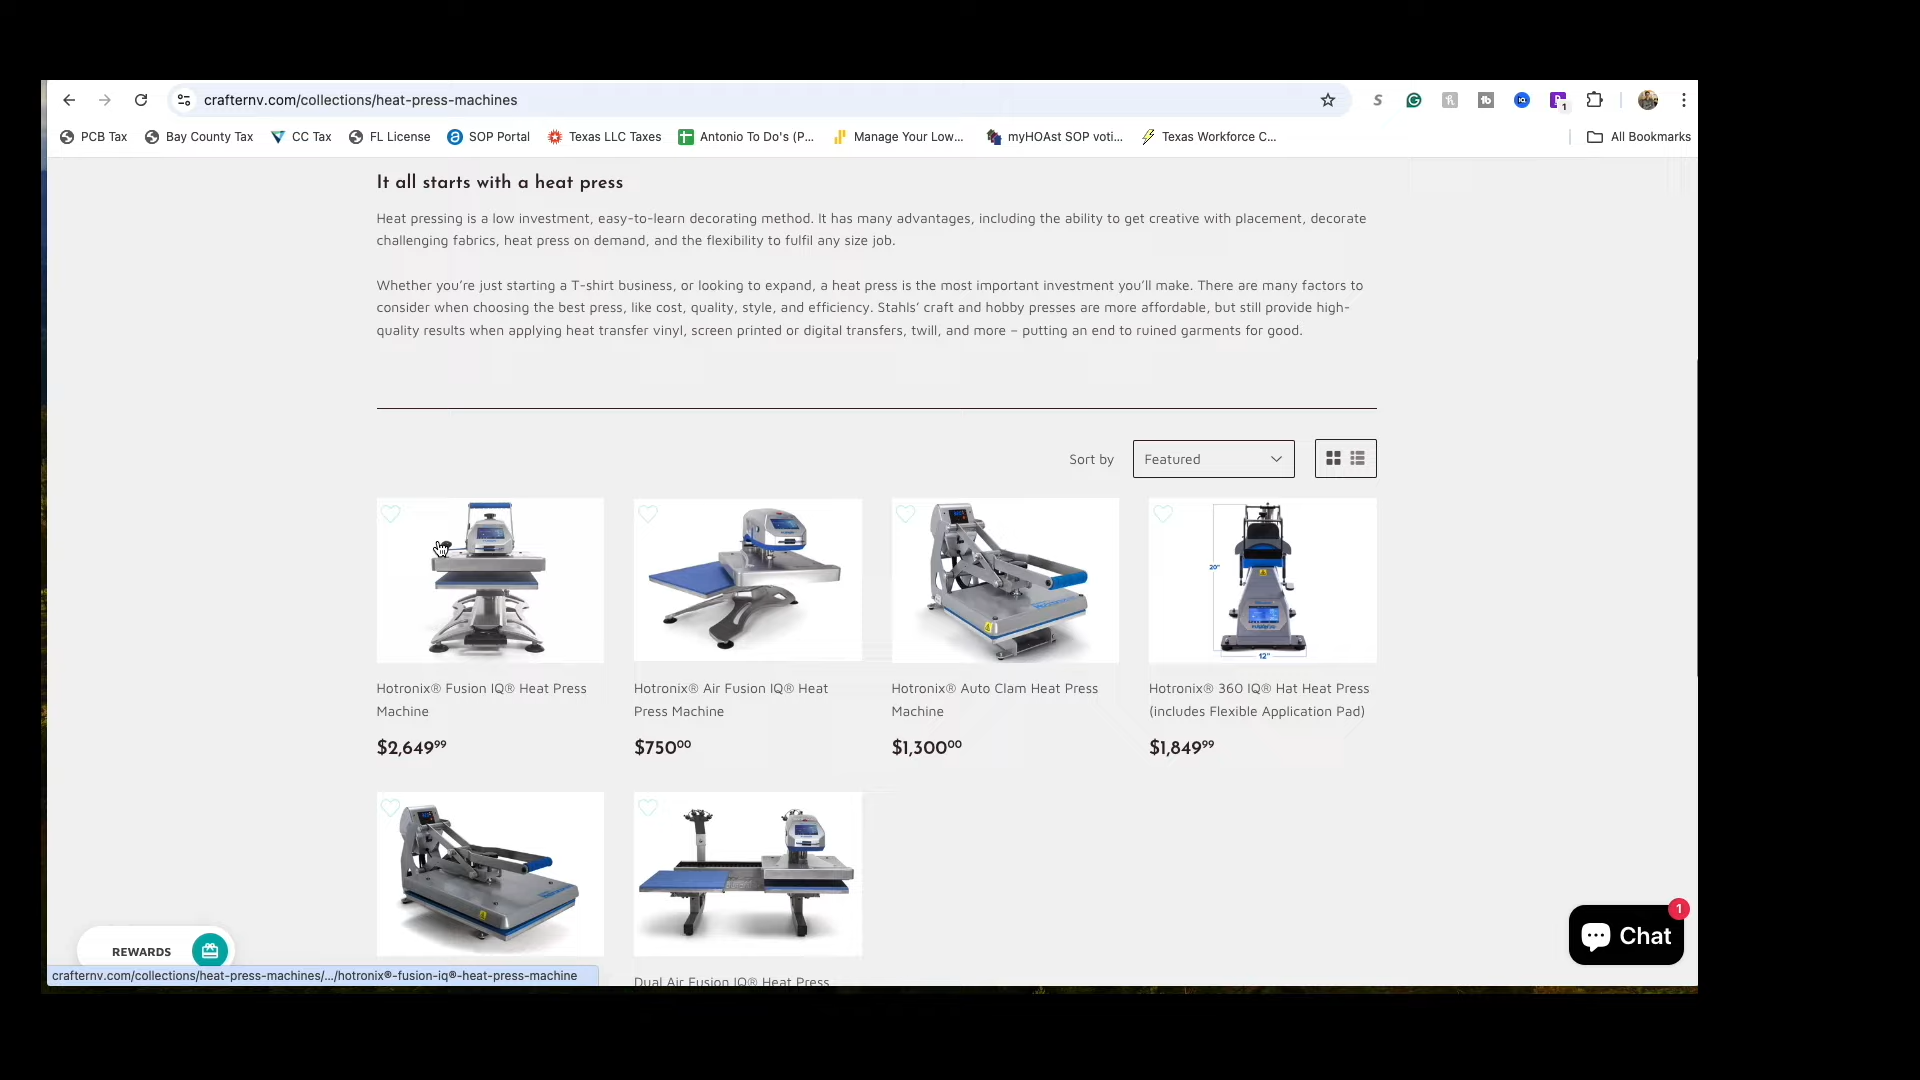 crafternv.com/collections/heat-press-machines
1
PCB Tax
Bay County Tax
CC Tax
FL License
SOP Portal
Texas LLC Taxes
Antonio To Do's (P...
Manage Your Low...
myHOAst SOP voti...
Texas Workforce C...
All Bookmarks
It all starts with a heat press
Heat pressing is a low investment, easy-to-learn decorating method. It has many advantages, including the ability to get creative with placement, decorate
challenging fabrics, heat press on demand, and the flexibility to fulfil any size job.
Whether you're just starting a T-shirt business, or looking to expand, a heat press is the most important investment you'll make. There are many factors to
consider when choosing the best press, like cost, quality, style, and efficiency. Stahls' craft and hobby presses are more affordable, but still provide high-
quality results when applying heat transfer vinyl, screen printed or digital transfers, twill, and more – putting an end to ruined garments for good.
Sort by
Featured
20"
12"
Hotronix® Fusion IQ® Heat Press
Machine
$2,649⁹⁹
Hotronix® Air Fusion IQ® Heat
Press Machine
$750⁰⁰
Hotronix® Auto Clam Heat Press
Machine
$1,300⁰⁰
Hotronix® 360 IQ® Hat Heat Press
(includes Flexible Application Pad)
$1,849⁹⁹
Dual Air Fusion IQ® Heat Press
REWARDS
Chat
1
crafternv.com/collections/heat-press-machines/.../hotronix®-fusion-iq®-heat-press-machine